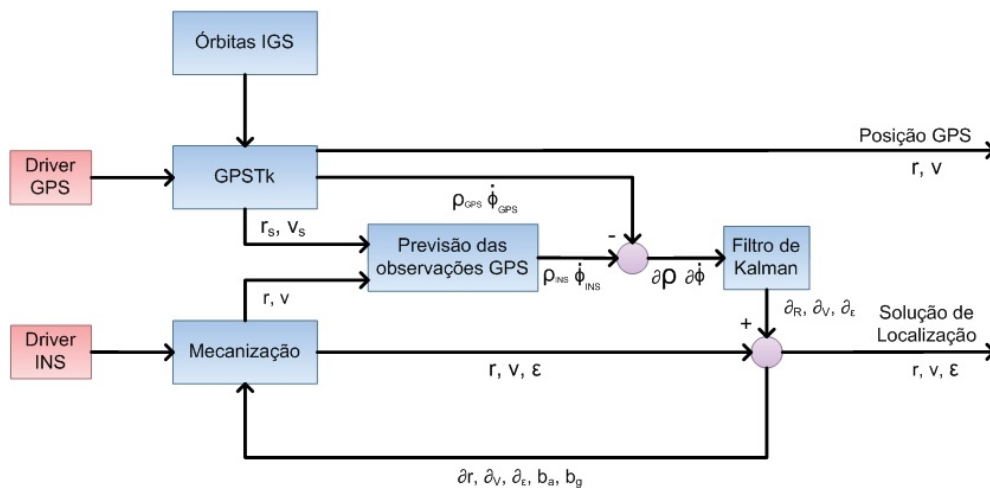 Órbitas IGS
Driver
GPS
GPSTk
Posição GPS
r, v
ρGPS ϕ̇GPS
rs, vs
Previsão das
observações GPS
-
ρINS ϕ̇INS
∂ρ ∂ϕ̇
Filtro de
Kalman
r, v
+
∂R, ∂V, ∂ε
Driver
INS
Mecanização
r, v, ε
Solução de
Localização
r, v, ε
∂r, ∂V, ∂ε, ba, bg